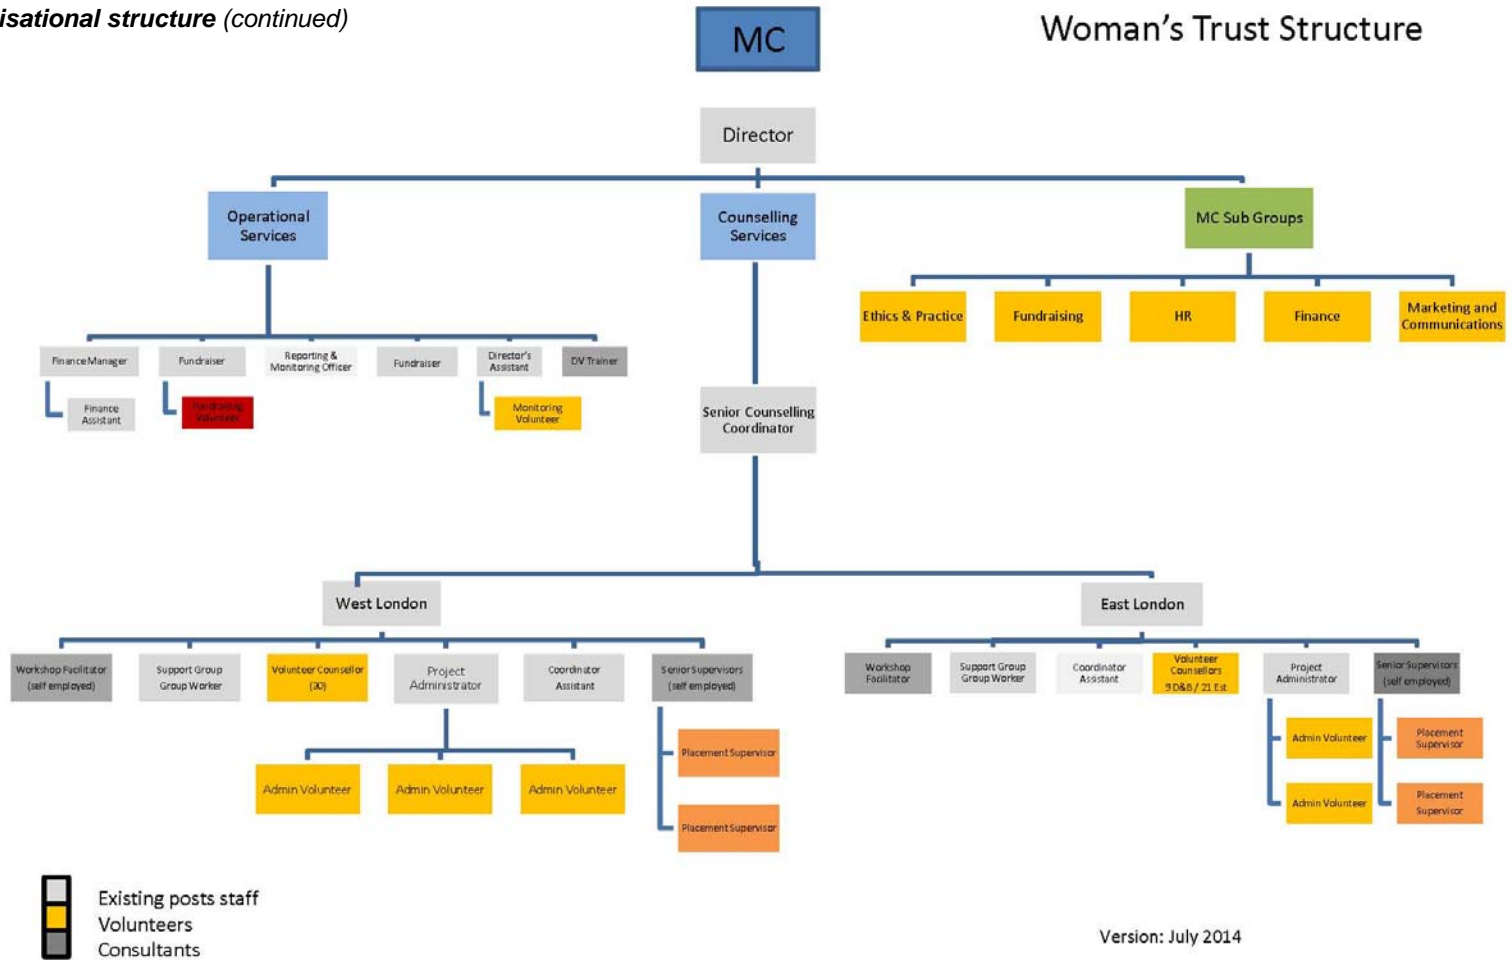 isational structure (continued)
Woman's Trust Structure
MC
Director
Operational
Services
Counselling
Services
MC Sub Groups
Ethics & Practice
Fundraising
HR
Finance
Marketing and
Communications
Finance Manager
Fundraiser
Reporting &
Monitoring Officer
Fundraiser
Director's
Assistant
DV Trainer
Finance
Assistant
Fundraising
Volunteer
Monitoring
Volunteer
Senior Counselling
Coordinator
West London
East London
Workshop Facilitator
(self employed)
Support Group
Group Worker
Volunteer Counsellor
(30)
Project
Administrator
Coordinator
Assistant
Senior Supervisors
(self employed)
Workshop
Facilitator
Support Group
Group Worker
Coordinator
Assistant
Volunteer
Counsellors
9 D&B / 21 Est
Project
Administrator
Senior Supervisors
(self employed)
Admin Volunteer
Admin Volunteer
Admin Volunteer
Placement Supervisor
Placement Supervisor
Admin Volunteer
Placement
Supervisor
Admin Volunteer
Placement
Supervisor
Existing posts staff
Volunteers
Consultants
Version: July 2014